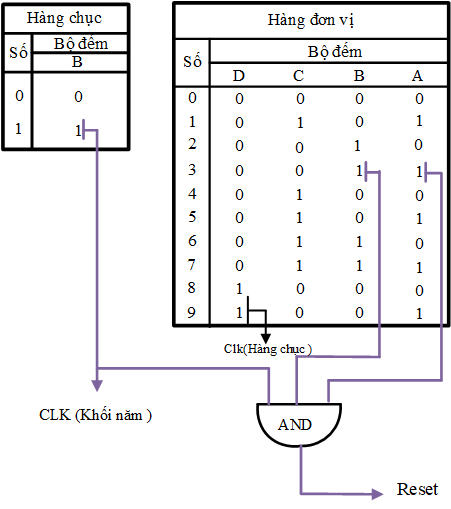 Hàng chục
Số Bộ đếm
B
0 0
1 1
Hàng đơn vị
Số Bộ đếm
D C B A
0 0 0 0 0
1 0 1 0 1
2 0 0 1 0
3 0 0 1 1
4 0 1 0 0
5 0 1 0 1
6 0 1 1 0
7 0 1 1 1
8 1 0 0 0
9 1 0 0 1
Clk(Hàng chục )
CLK (Khối năm )
AND
Reset